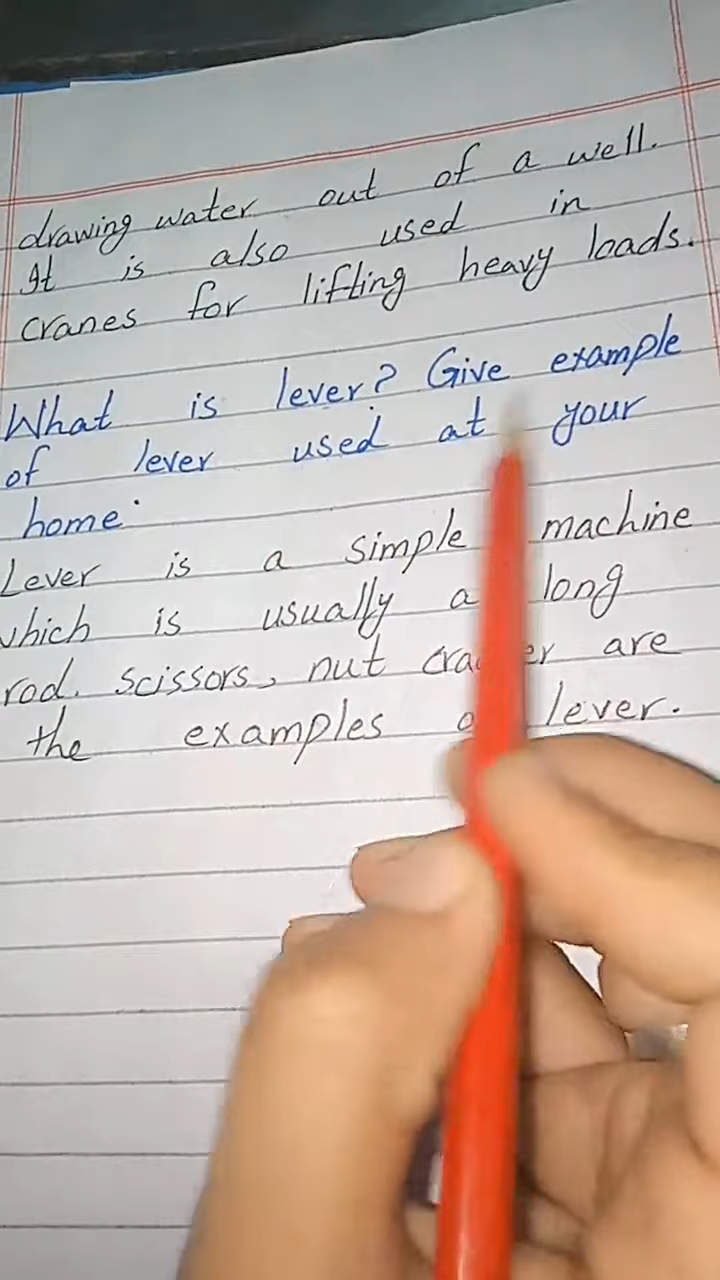 drawing water out of a well.
It is also used in
cranes for lifting heavy loads.
What is lever? Give example
of lever used at your
home.
Lever is a simple machine
which is usually a long
rod. scissors, nut cracker are
the examples of lever.